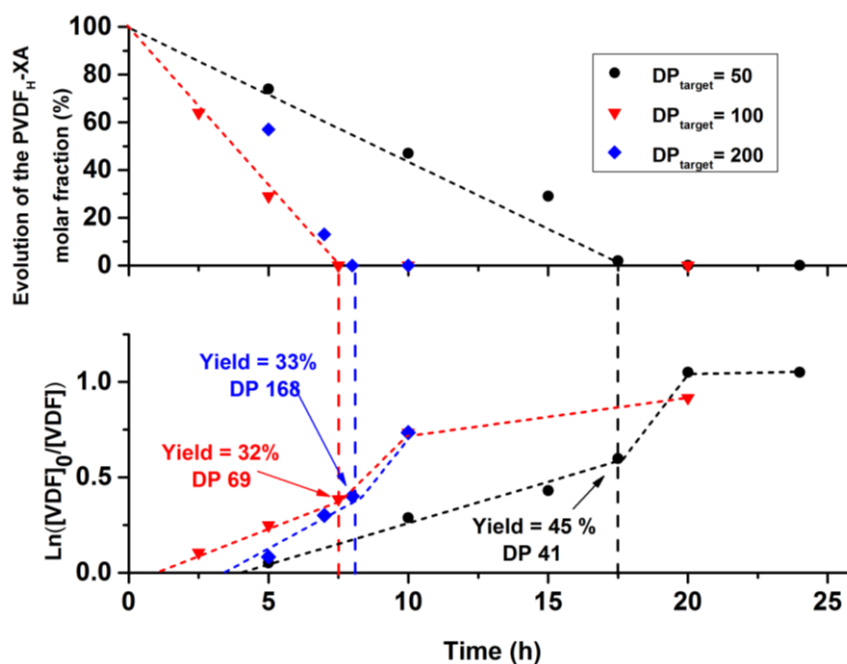 Evolution of the PVDF_H-XA
molar fraction (%)
100
80
60
40
20
0
DP_target= 50
DP_target= 100
DP_target= 200
Ln([VDF]_0/[VDF])
1.0
0.5
0.0
Yield = 33%
DP 168
Yield = 32%
DP 69
Yield = 45 %
DP 41
0 5 10 15 20 25
Time (h)